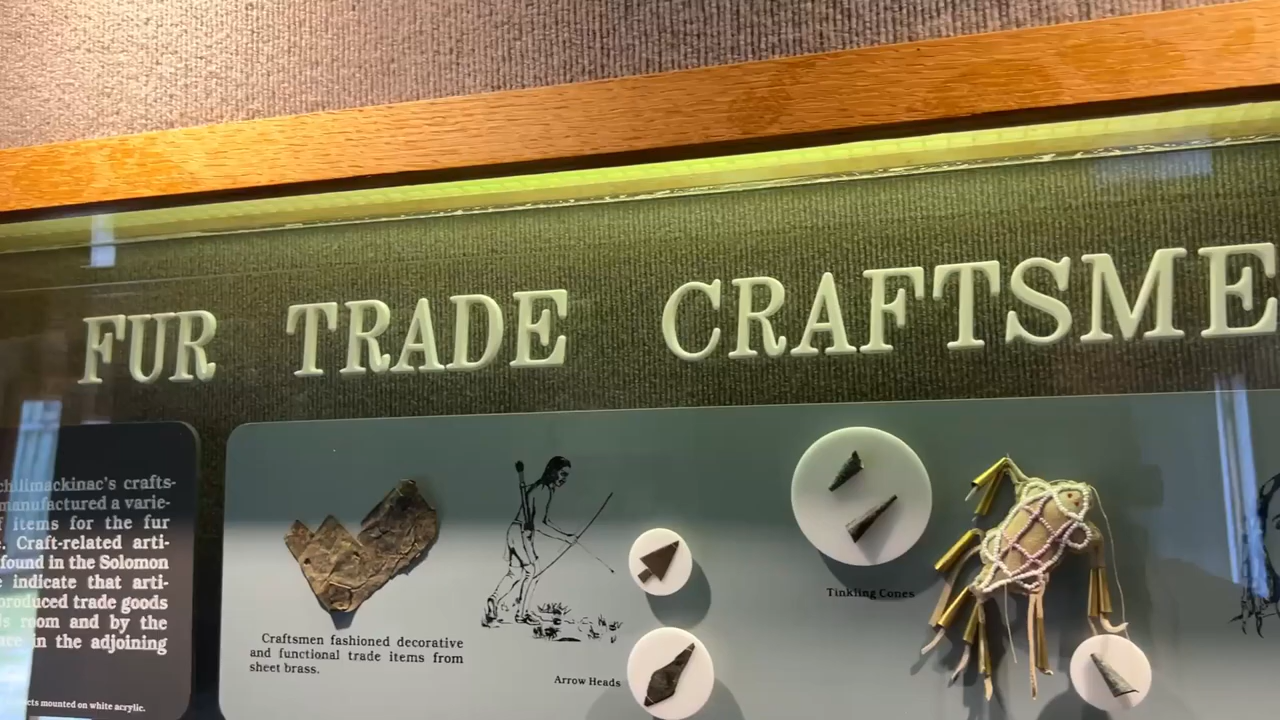 FUR TRADE CRAFTSME
chilimackinac's crafts-
manufactured a varie-
items for the fur
Craft-related arti-
found in the Solomon
indicate that arti-
produced trade goods
room and by the
in the adjoining
mounted on white acrylic.
Craftsmen fashioned decorative
and functional trade items from
sheet brass.
Arrow Heads
Tinkling Cones